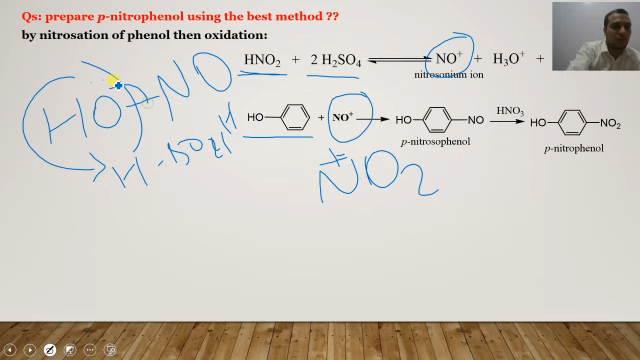 Qs: prepare p-nitrophenol using the best method ??
by nitrosation of phenol then oxidation:
HNO₂ + 2 H₂SO₄ ⇌ NO⁺ + H₃O⁺ +
nitrosonium ion
HO + NO⁺ → HO NO HNO₃ → HO NO₂
p-nitrosophenol p-nitrophenol
HO NO
H
NO₂
+